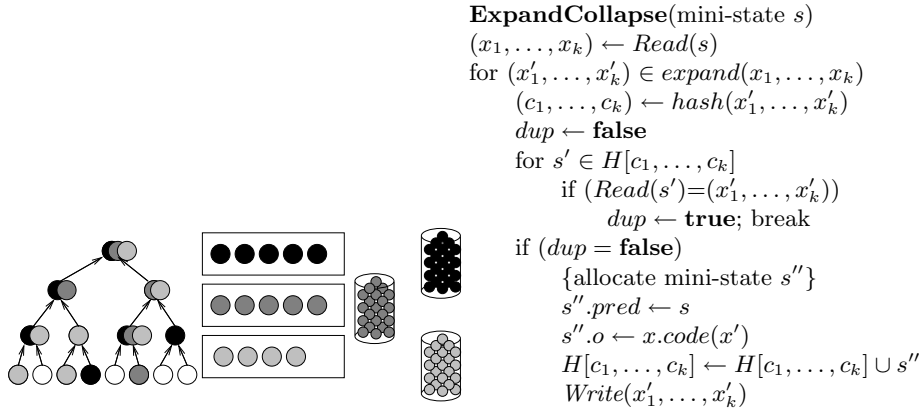 ExpandCollapse(mini-state s)
(x₁, . . . , xₖ) ← Read(s)
for (x′₁, . . . , x′ₖ) ∈ expand(x₁, . . . , xₖ)
(c₁, . . . , cₖ) ← hash(x′₁, . . . , x′ₖ)
dup ← false
for s′ ∈ H[c₁, . . . , cₖ]
if (Read(s′)=(x′₁, . . . , x′ₖ))
dup ← true; break
if (dup = false)
{allocate mini-state s′′}
s′′.pred ← s
s′′.o ← x.code(x′)
H[c₁, . . . , cₖ] ← H[c₁, . . . , cₖ] ∪ s′′
Write(x′₁, . . . , x′ₖ)